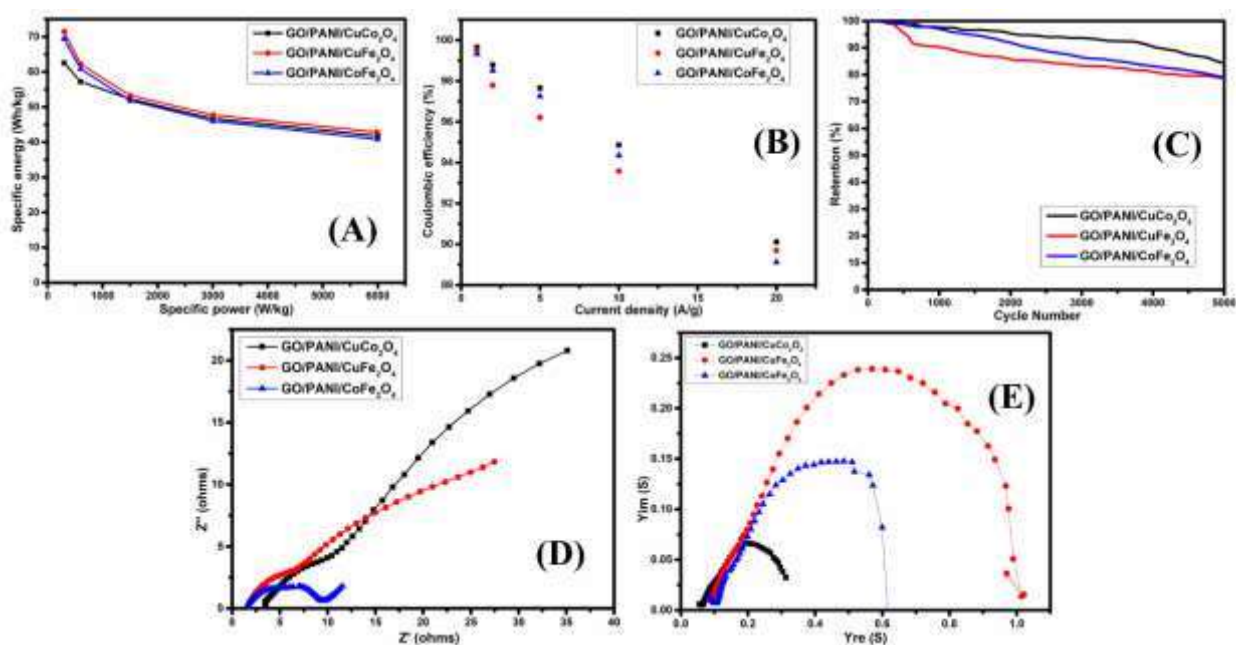 GO/PANI/CuCo₂O₄
GO/PANI/CuFe₂O₄
GO/PANI/CoFe₂O₄
70
60
50
40
30
20
10
0
Specific energy (Wh/kg)
0 1000 2000 3000 4000 5000 6000
Specific power (W/kg)
(A)
GO/PANI/CuCo₂O₄
GO/PANI/CuFe₂O₄
GO/PANI/CoFe₂O₄
100
98
96
94
92
90
88
Coulombic efficiency (%)
0 5 10 15 20
Current density (A/g)
(B)
100
80
60
40
20
0
Retention (%)
(C)
GO/PANI/CuCo₂O₄
GO/PANI/CuFe₂O₄
GO/PANI/CoFe₂O₄
0 1000 2000 3000 4000 5000
Cycle Number
GO/PANI/CuCo₂O₄
GO/PANI/CuFe₂O₄
GO/PANI/CoFe₂O₄
20
15
10
5
0
Z'' (ohms)
0 5 10 15 20 25 30 35 40
Z' (ohms)
(D)
GO/PANI/CuCo₂O₄
GO/PANI/CuFe₂O₄
GO/PANI/CoFe₂O₄
0.25
0.20
0.15
0.10
0.05
0.00
Yim (S)
0.0 0.2 0.4 0.6 0.8 1.0
Yre (S)
(E)